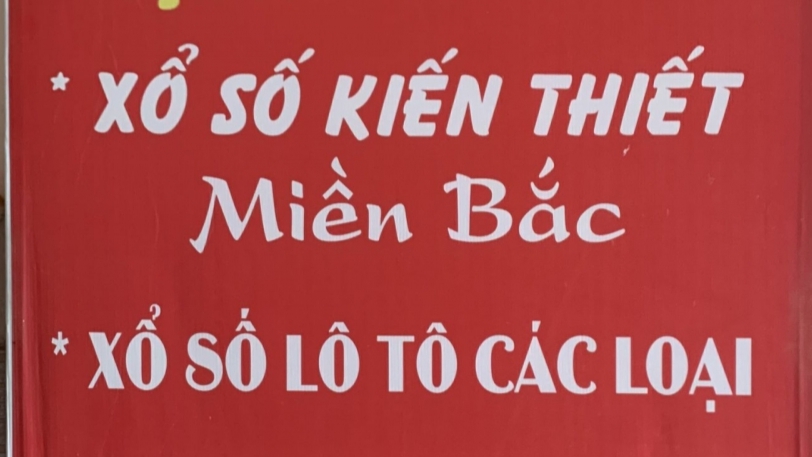 * XỔ SỐ KIẾN THIẾT
Miền Bắc
* XỔ SỐ LÔ TÔ CÁC LOẠI